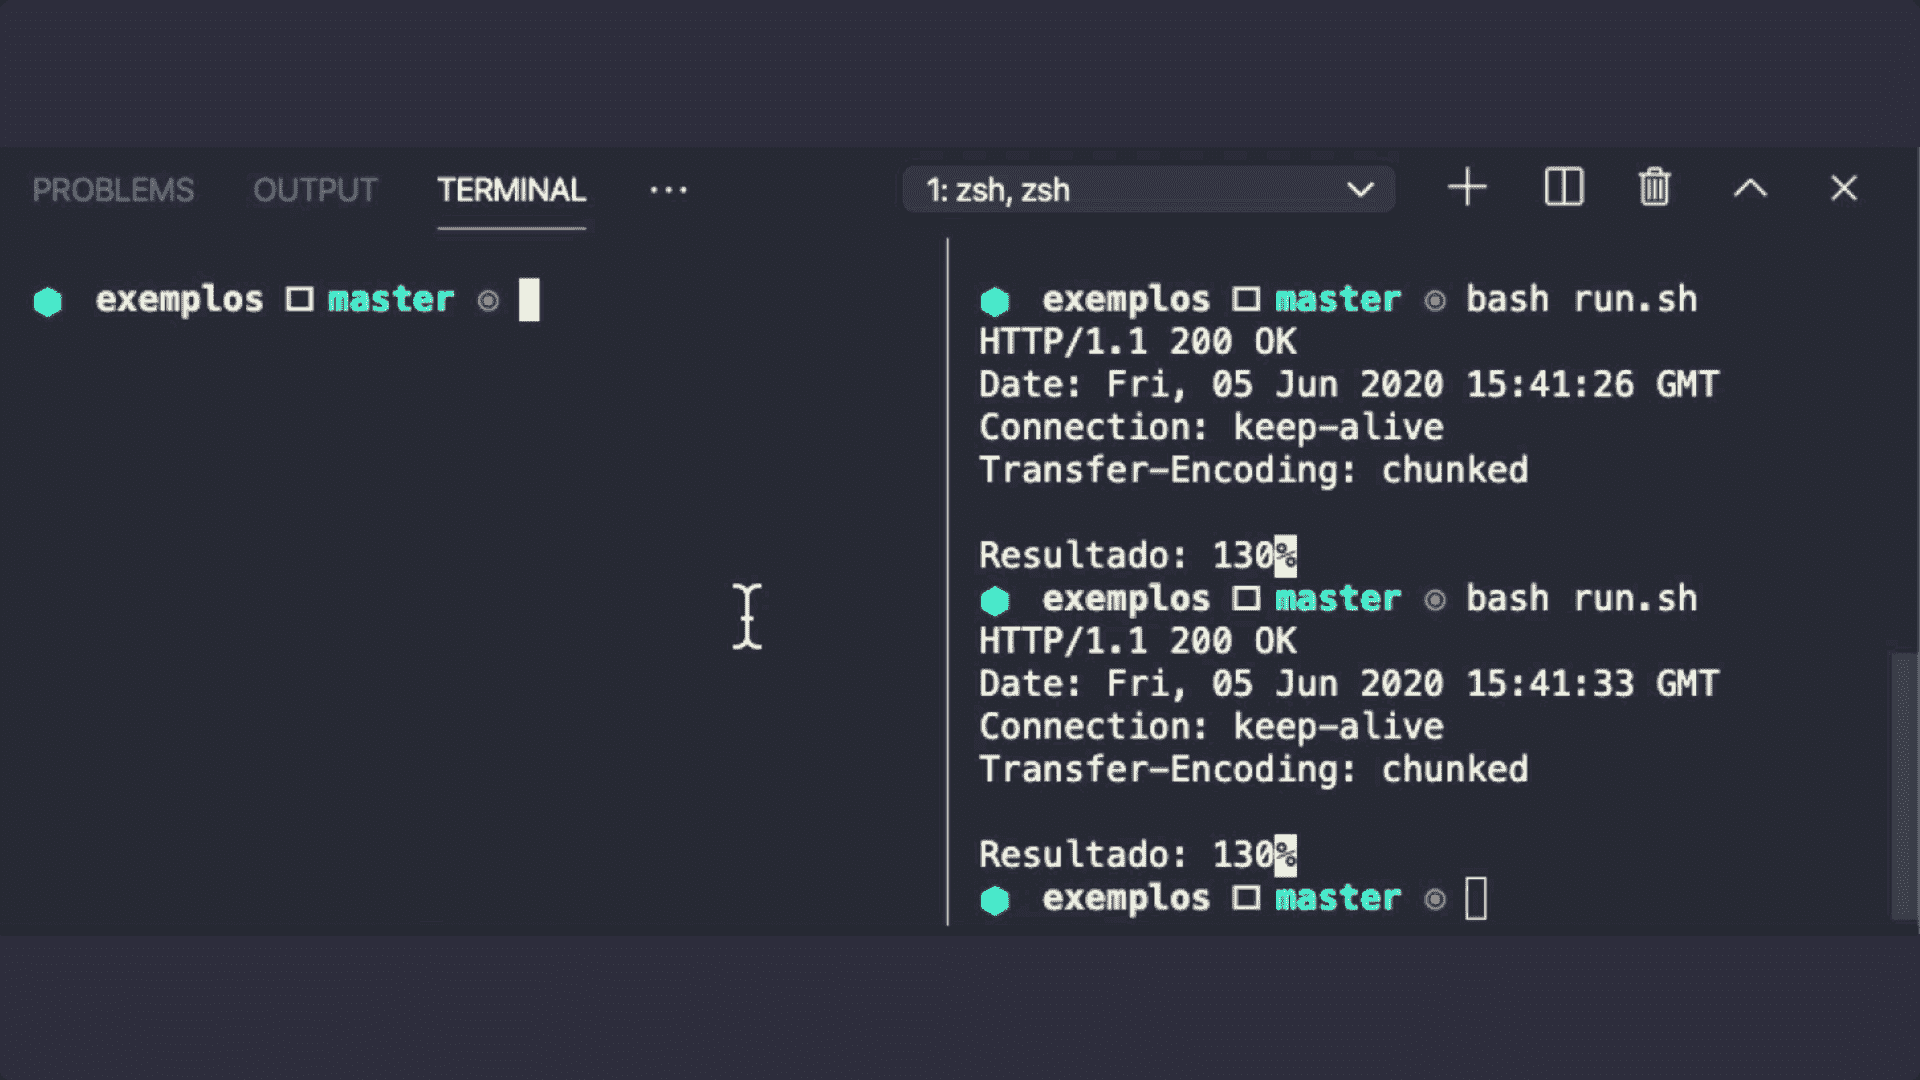 PROBLEMS OUTPUT TERMINAL ... 1: zsh, zsh
exemplos master
exemplos master bash run.sh
HTTP/1.1 200 OK
Date: Fri, 05 Jun 2020 15:41:26 GMT
Connection: keep-alive
Transfer-Encoding: chunked
Resultado: 130%
exemplos master bash run.sh
HTTP/1.1 200 OK
Date: Fri, 05 Jun 2020 15:41:33 GMT
Connection: keep-alive
Transfer-Encoding: chunked
Resultado: 130%
exemplos master